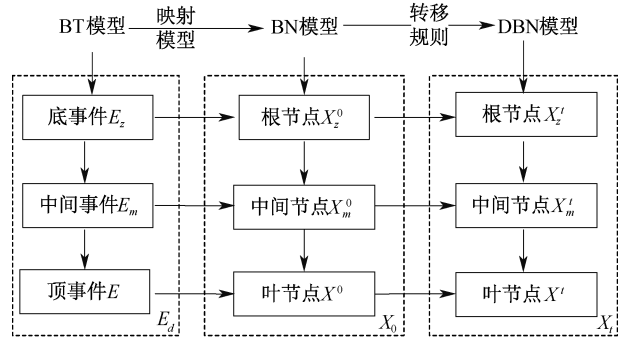 BT模型
映射
模型
BN模型
转移
规则
DBN模型
底事件E_z
根节点X_z^0
根节点X_z^t
中间事件E_m
中间节点X_m^0
中间节点X_m^t
顶事件E
叶节点X^0
叶节点X^t
E_d
X_0
X_t